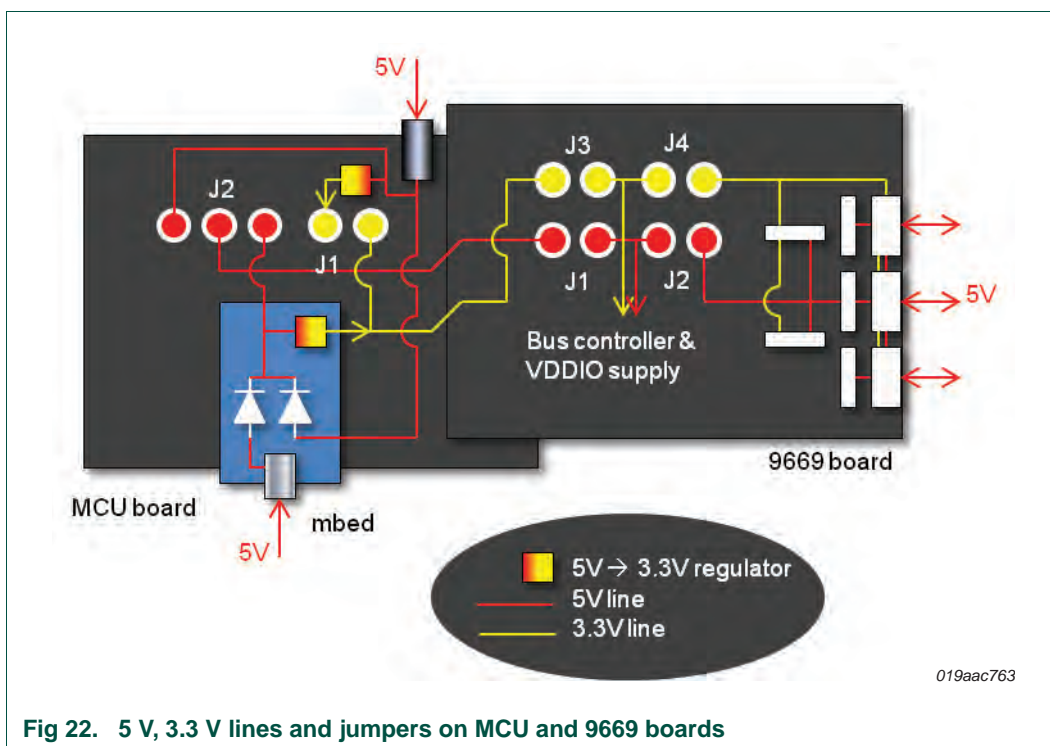 5V
J3
J4
J2
J1
J1
J2
5V
Bus controller &
VDDIO supply
9669 board
MCU board
mbed
5V
5V → 3.3V regulator
5V line
3.3V line
019aac763
Fig 22. 5 V, 3.3 V lines and jumpers on MCU and 9669 boards